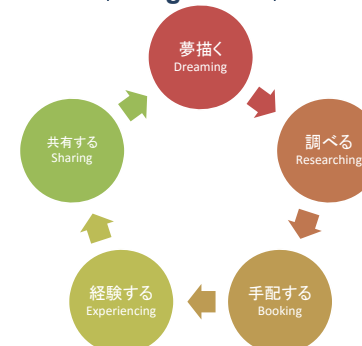 夢描く
Dreaming
調べる
Researching
手配する
Booking
経験する
Experiencing
共有する
Sharing